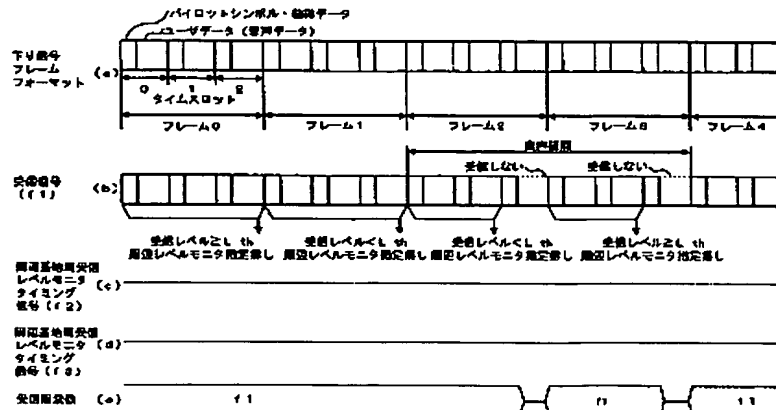 パイロットシンボル・制御データ
ユーザデータ (音声データ)
下り信号
フレーム
フォーマット
(a)
0 1 2
タイムスロット
フレーム0 フレーム1 フレーム2 フレーム3 フレーム4
無声区間
受信しない 受信しない
受信信号
(f1)
(b)
受信レベル≧L th 受信レベル<L th 受信レベル<L th 受信レベル≧L th
周辺レベルモニタ指定無し 周辺レベルモニタ指定無し 周辺レベルモニタ指定無し 周辺レベルモニタ指定無し
周辺基地局受信
レベルモニタ
タイミング
信号(f2)
(c)
周辺基地局受信
レベルモニタ
タイミング
信号(f3)
(d)
受信周波数 (e) f1 f1